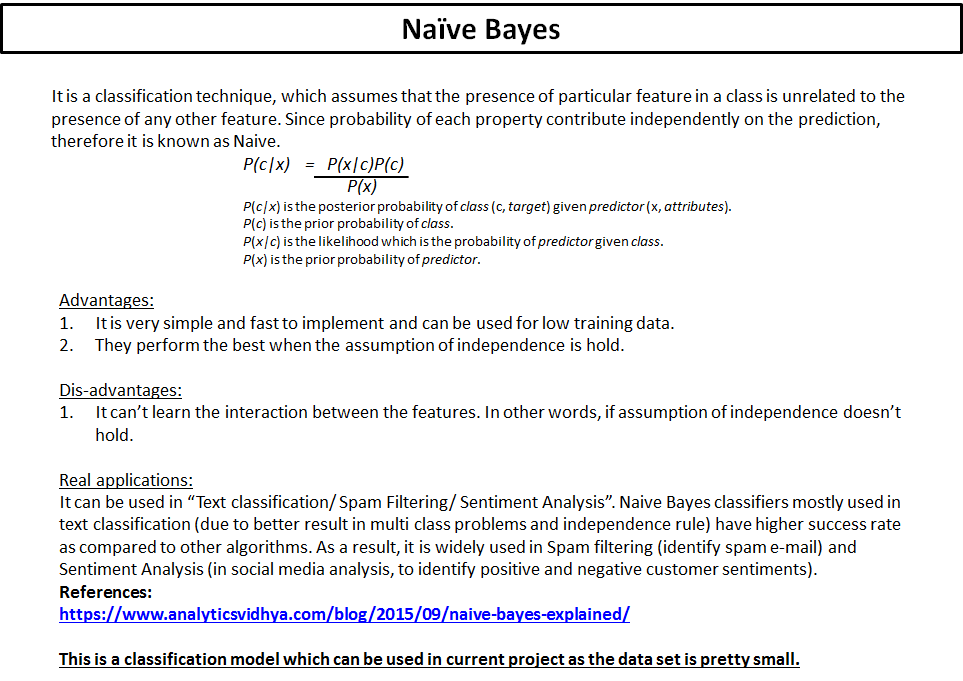 Naïve Bayes
It is a classification technique, which assumes that the presence of particular feature in a class is unrelated to the
presence of any other feature. Since probability of each property contribute independently on the prediction,
therefore it is known as Naive.
P(c|x) = P(x|c)P(c)
P(x)
P(c|x) is the posterior probability of class (c, target) given predictor (x, attributes).
P(c) is the prior probability of class.
P(x|c) is the likelihood which is the probability of predictor given class.
P(x) is the prior probability of predictor.
Advantages:
1. It is very simple and fast to implement and can be used for low training data.
2. They perform the best when the assumption of independence is hold.
Dis-advantages:
1. It can’t learn the interaction between the features. In other words, if assumption of independence doesn’t
hold.
Real applications:
It can be used in “Text classification/ Spam Filtering/ Sentiment Analysis”. Naive Bayes classifiers mostly used in
text classification (due to better result in multi class problems and independence rule) have higher success rate
as compared to other algorithms. As a result, it is widely used in Spam filtering (identify spam e-mail) and
Sentiment Analysis (in social media analysis, to identify positive and negative customer sentiments).
References:
https://www.analyticsvidhya.com/blog/2015/09/naive-bayes-explained/
This is a classification model which can be used in current project as the data set is pretty small.